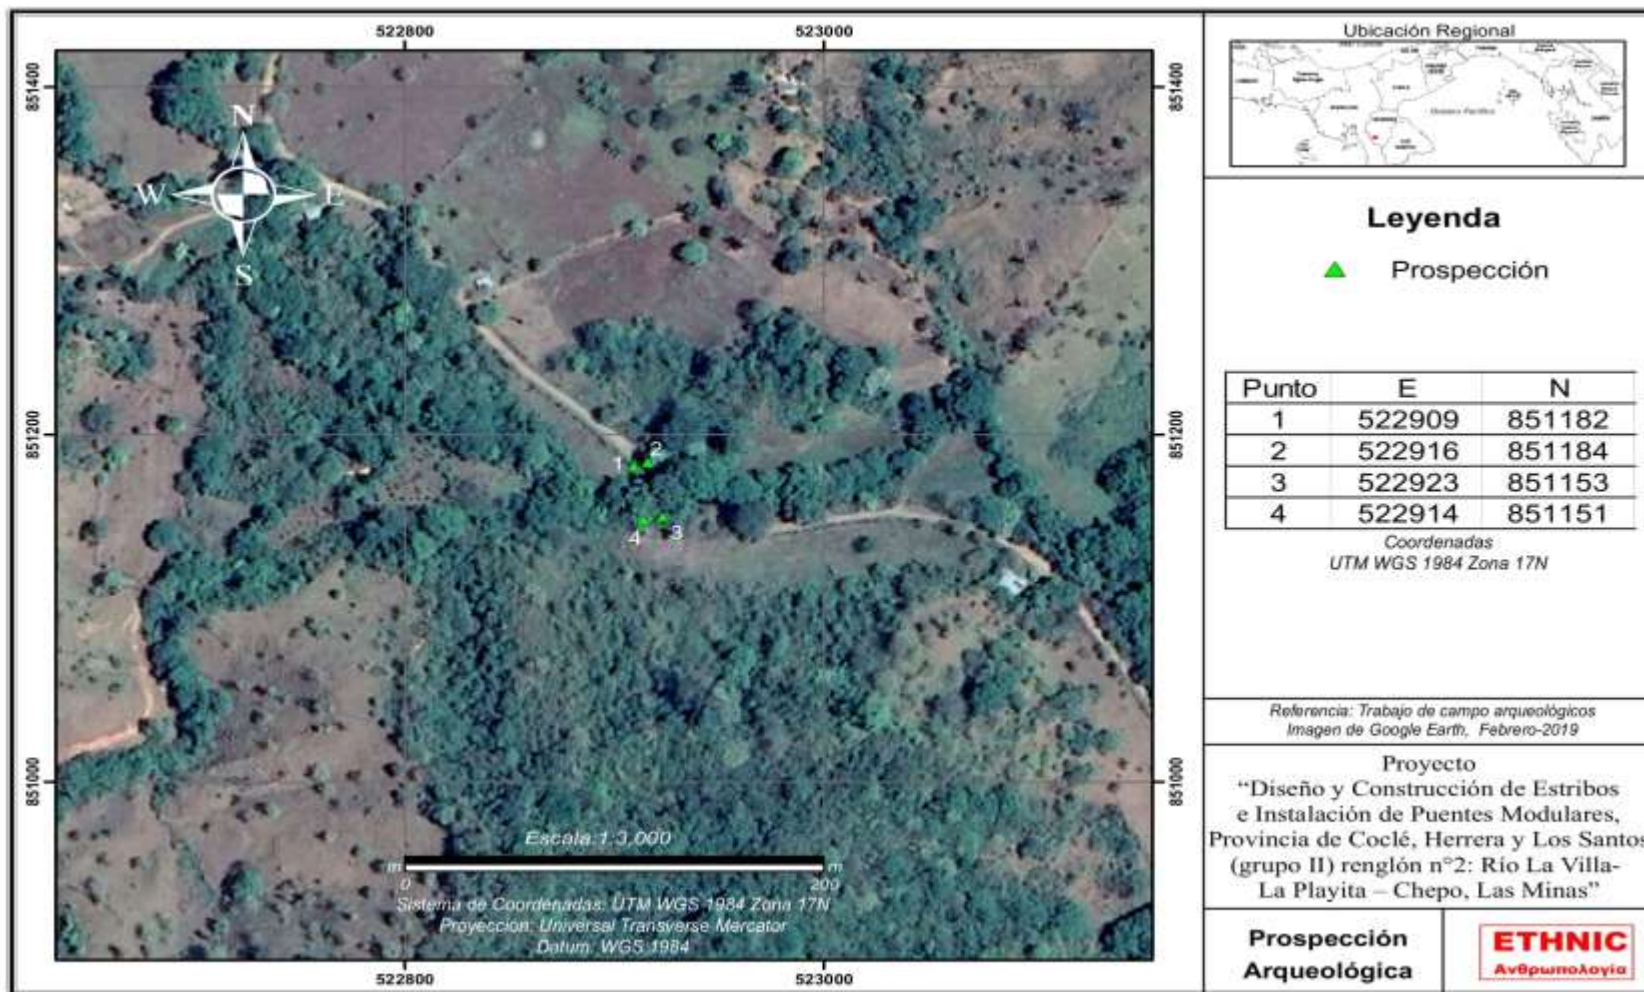 522800
523000
851400
851400
N
W
E
S
851200
851200
2
1
4
3
851000
851000
Escala:1:3,000
m
m
0
200
Sistema de Coordenadas: UTM WGS 1984 Zona 17N
Proyeccion: Universal Transverse Mercator
Datum: WGS 1984
522800
523000
Ubicación Regional
Océano Pacífico
Leyenda
Prospección
Punto E N
1 522909 851182
2 522916 851184
3 522923 851153
4 522914 851151
Coordenadas
UTM WGS 1984 Zona 17N
Referencia: Trabajo de campo arqueológicos
Imagen de Google Earth, Febrero-2019
Proyecto
“Diseño y Construcción de Estribos
e Instalación de Puentes Modulares,
Provincia de Coclé, Herrera y Los Santos
(grupo II) renglón n°2: Río La Villa-
La Playita – Chepo, Las Minas”
Prospección
Arqueológica
ETHNIC
Ανθρωπολογία